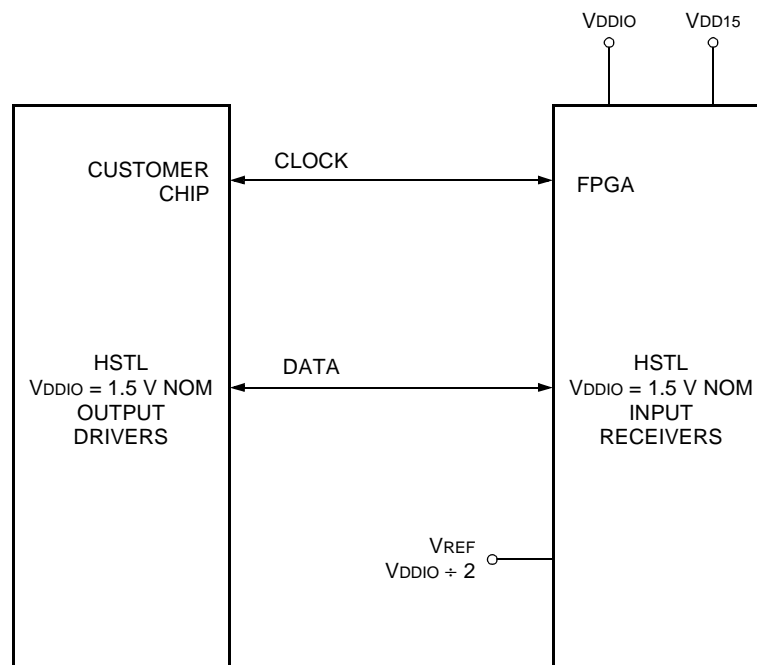 VDDIO
VDD15
CUSTOMER
CHIP
CLOCK
FPGA
HSTL
VDDIO = 1.5 V NOM
OUTPUT
DRIVERS
DATA
HSTL
VDDIO = 1.5 V NOM
INPUT
RECEIVERS
VREF
VDDIO ÷ 2